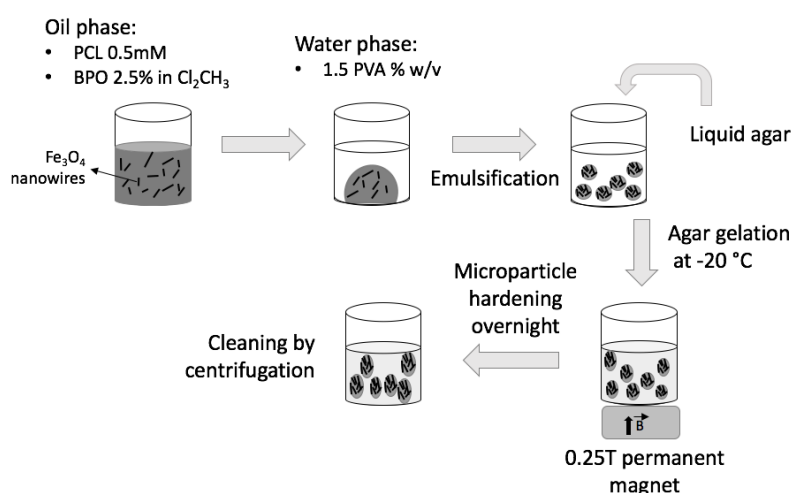 Oil phase:
• PCL 0.5mM
• BPO 2.5% in Cl₂CH₃
Fe₃O₄
nanowires
Water phase:
• 1.5 PVA % w/v
Emulsification
Liquid agar
Agar gelation
at -20 °C
Microparticle
hardening
overnight
Cleaning by
centrifugation
B
0.25T permanent
magnet